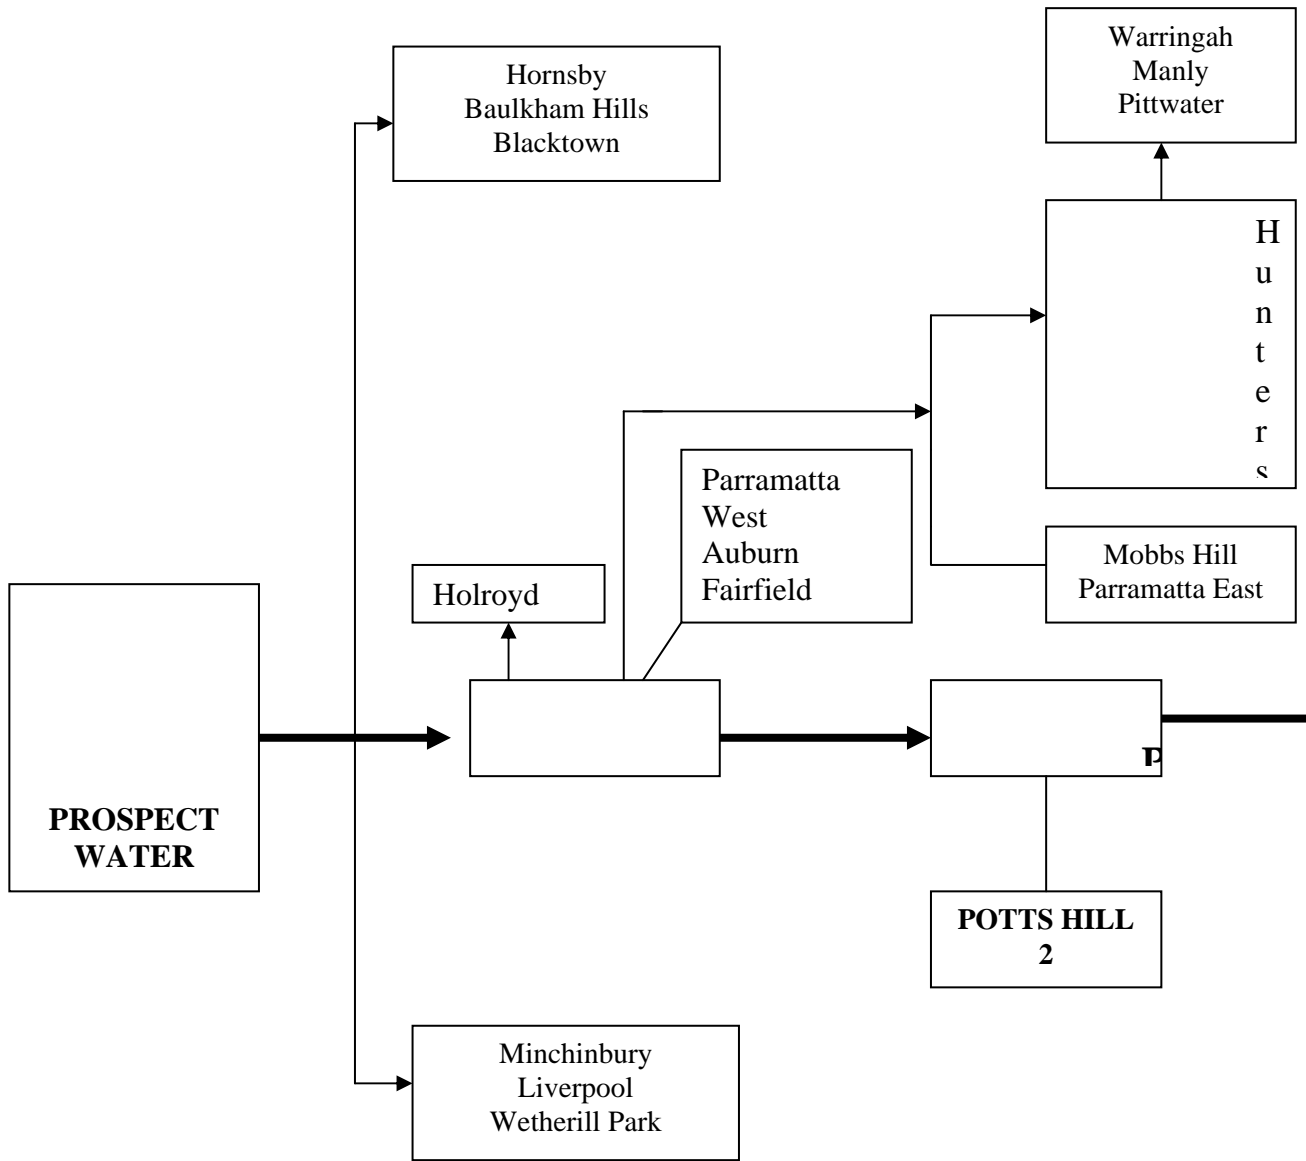 Warringah
Manly
Pittwater
Hornsby
Baulkham Hills
Blacktown
H
u
n
t
e
r
s
Parramatta
West
Auburn
Fairfield
Mobbs Hill
Parramatta East
Holroyd
P
PROSPECT
WATER
POTTS HILL
2
Minchinbury
Liverpool
Wetherill Park